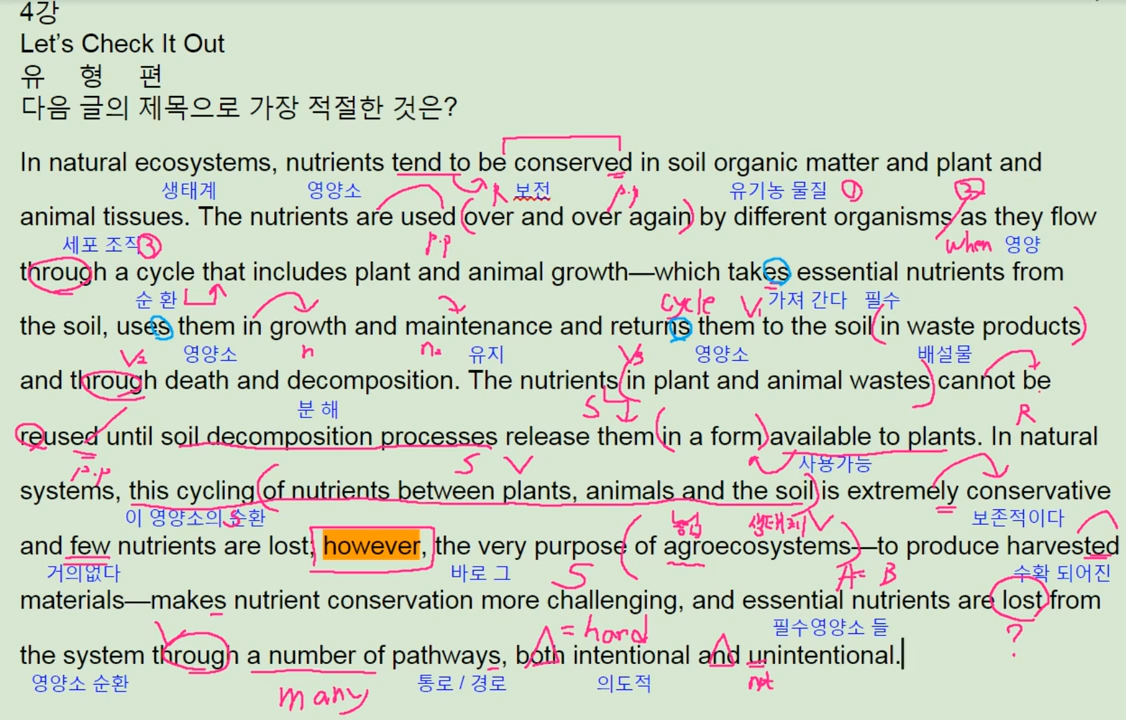 4강
Let's Check It Out
유 형 편
다음 글의 제목으로 가장 적절한 것은?
In natural ecosystems, nutrients tend to be conserved in soil organic matter and plant and
생태계 영양소 R 보전 p.p 유기농 물질 ① ②
animal tissues. The nutrients are used (over and over again) by different organisms as they flow
세포 조직 ③ p.p when 영양
through a cycle that includes plant and animal growth—which takes essential nutrients from
순 환 cycle V₁ 가져 간다 필수
the soil, uses them in growth and maintenance and returns them to the soil (in waste products)
V₂ 영양소 n n₂ 유지 V₃ 영양소 배설물
and through death and decomposition. The nutrients (in plant and animal wastes) cannot be
분 해 S R
reused until soil decomposition processes release them (in a form) available to plants. In natural
p.p S V 사용가능
systems, this cycling (of nutrients between plants, animals and the soil) is extremely conservative
이 영양소의 순환 S 생태계 V 보존적이다
and few nutrients are lost; however, the very purpose (of agroecosystems)—to produce harvested
거의없다 바로 그 S A = B 수확 되어진
materials—makes nutrient conservation more challenging, and essential nutrients are lost from
V = hard 필수영양소 들 ?
the system through a number of pathways, both intentional and unintentional.
영양소 순환 many 통로 / 경로 의도적 not